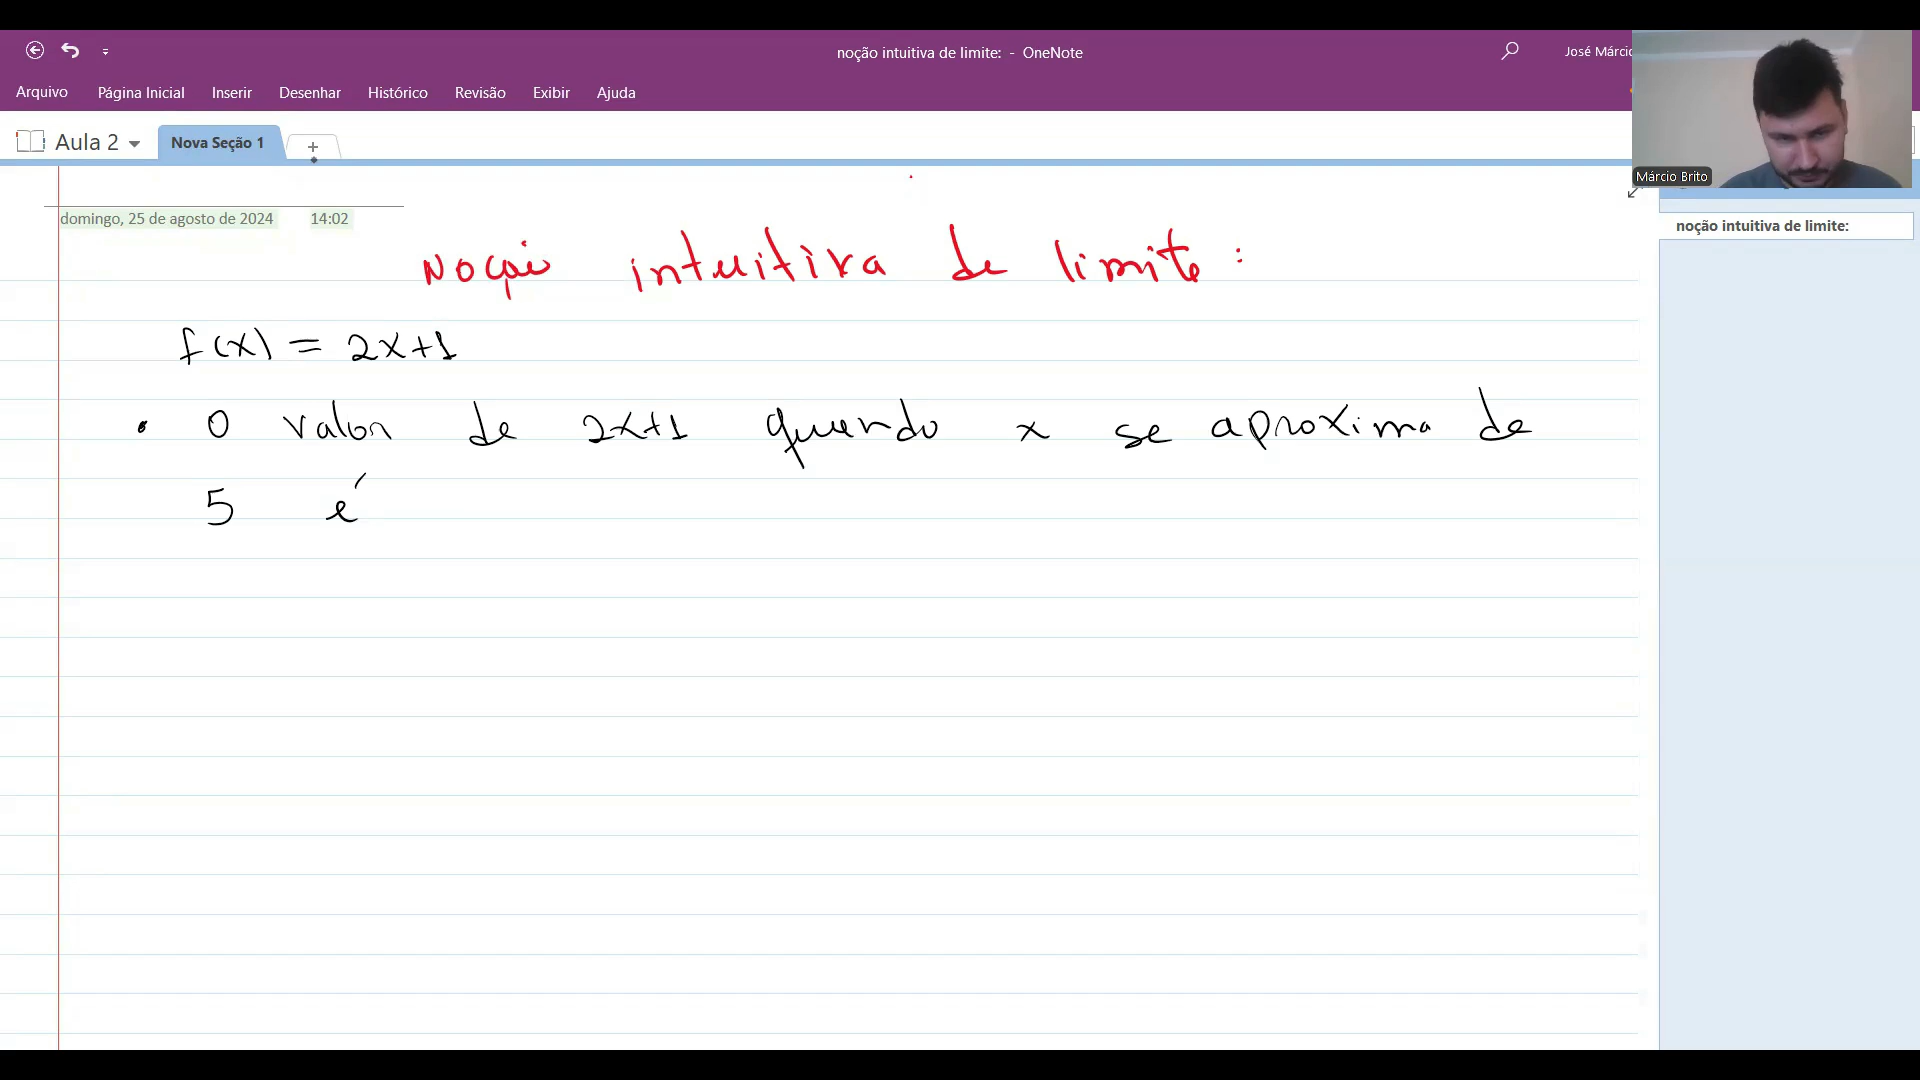 noção intuitiva de limite: - OneNote
José Márcio
Arquivo Página Inicial Inserir Desenhar Histórico Revisão Exibir Ajuda
Aula 2 Nova Seção 1 +
Márcio Brito
domingo, 25 de agosto de 2024 14:02
noção intuitiva de limite:
Noção intuitiva de limite:
f(x) = 2x+1
• O valor de 2x+1 quando x se aproxima de
5 é